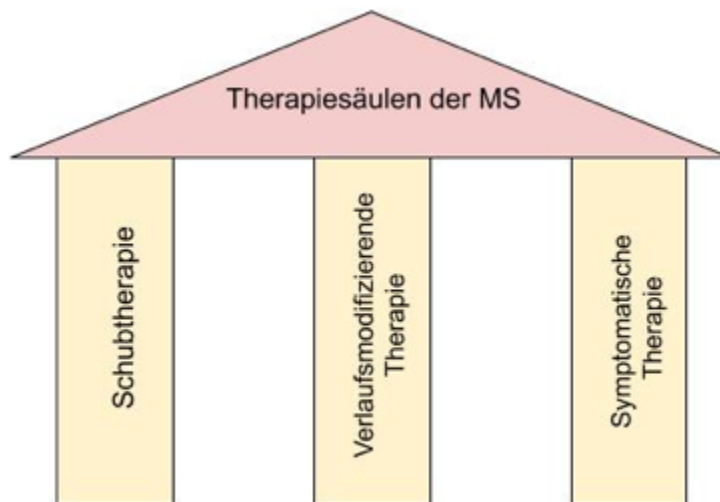 Therapiesäulen der MS
Schubtherapie
Verlaufsmodifizierende
Therapie
Symptomatische
Therapie